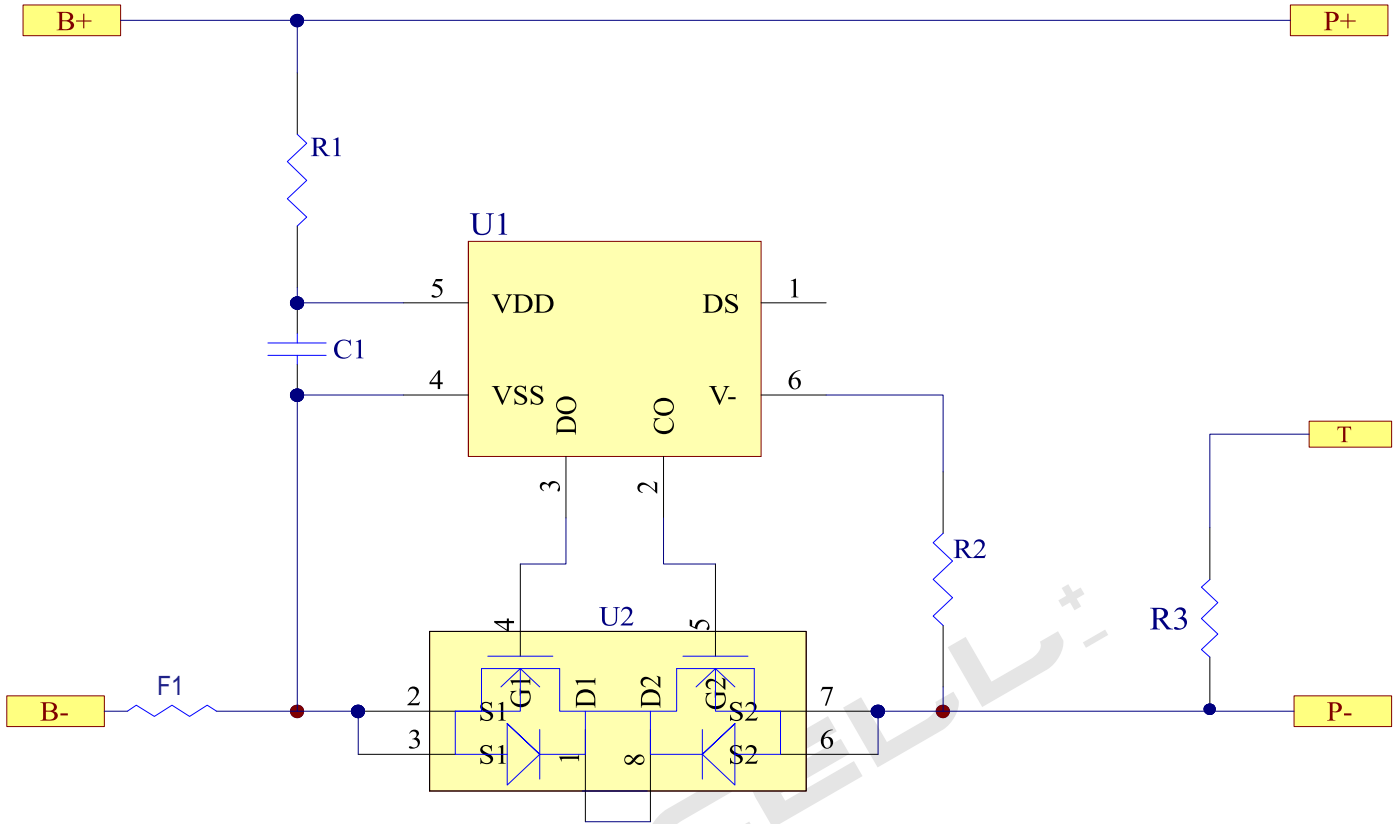 B+ P+
R1
U1
5 VDD DS 1
C1
4 VSS V- 6
DO CO
T
3 2
R2
R3
4 U2 5
F1
G1 D1 D2 G2
B- 2 S1 S2 7 P-
3 S1 1 8 S2 6
CELL